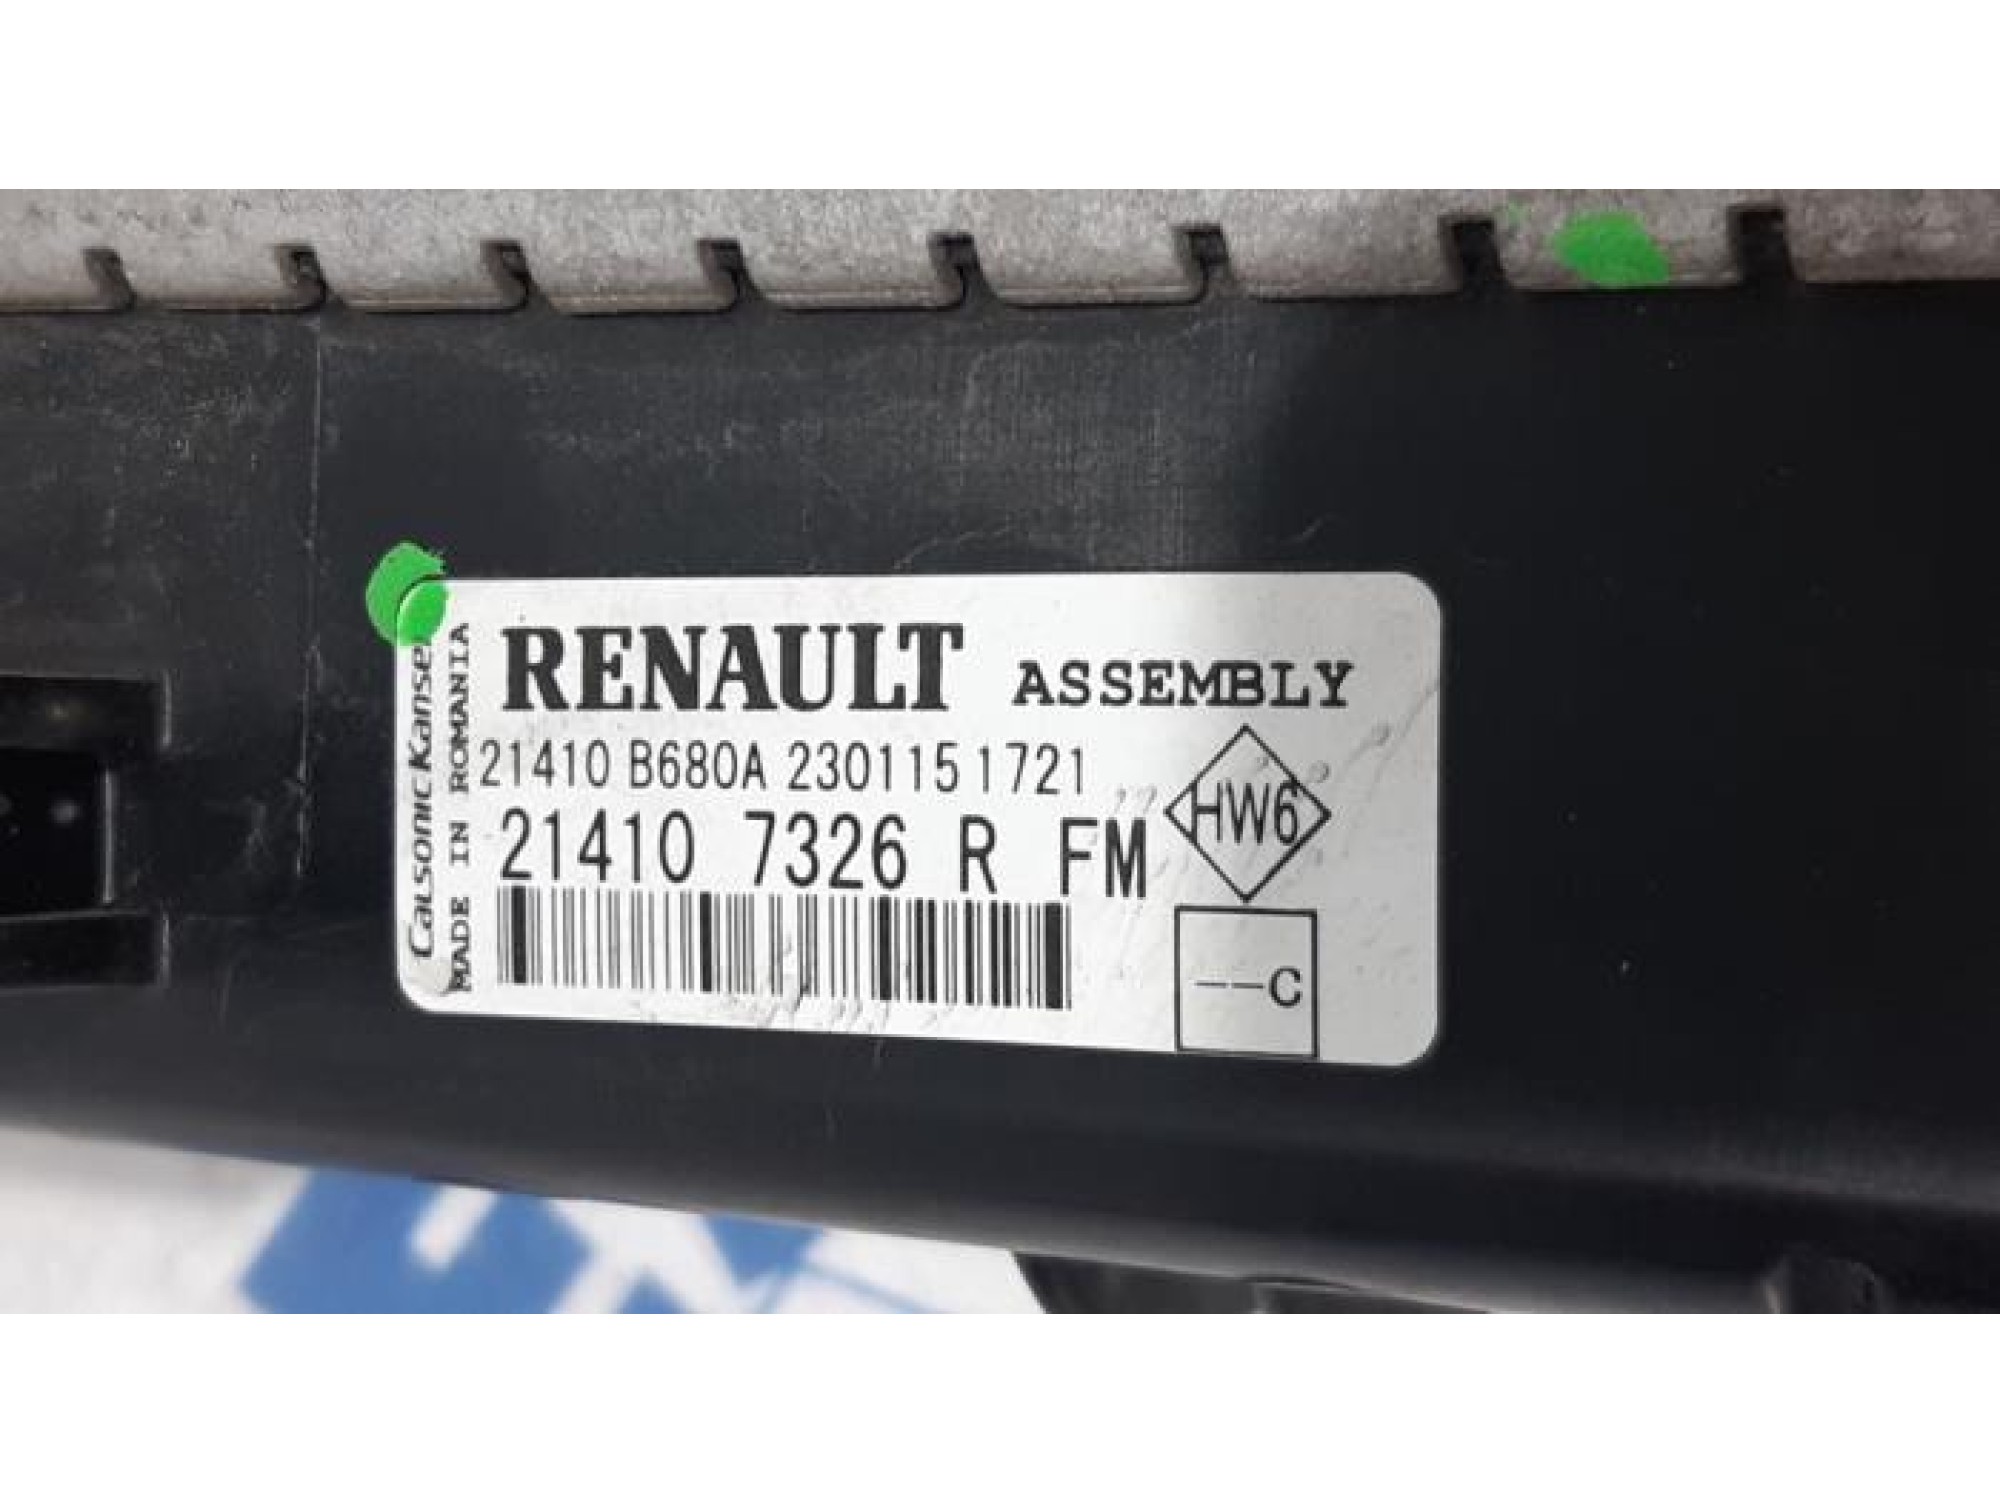 RENAULT ASSEMBLY
21410 B680A 2301151721
21410 7326 R FM
HW6
--C
CalsonicKansei
MADE IN ROMANIA